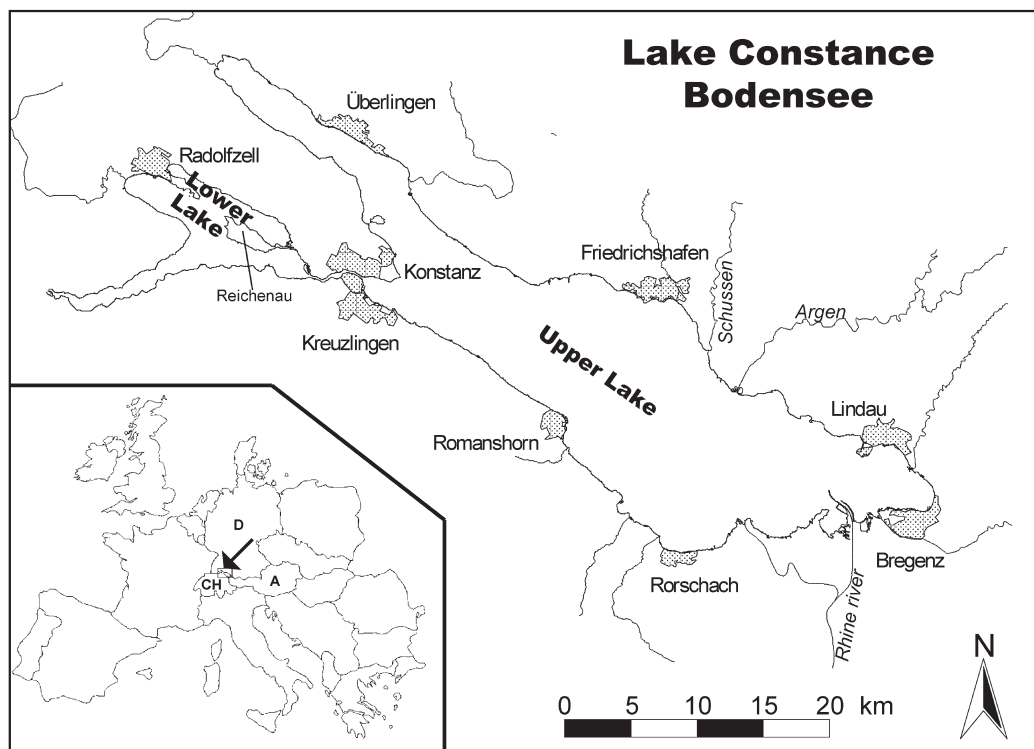 Lake Constance
Bodensee
Überlingen
Radolfzell
Lower
Lake
Reichenau
Konstanz
Kreuzlingen
Friedrichshafen
Schussen
Argen
Upper Lake
Lindau
Romanshorn
Rorschach
Bregenz
Rhine river
D
CH
A
N
0 5 10 15 20 km